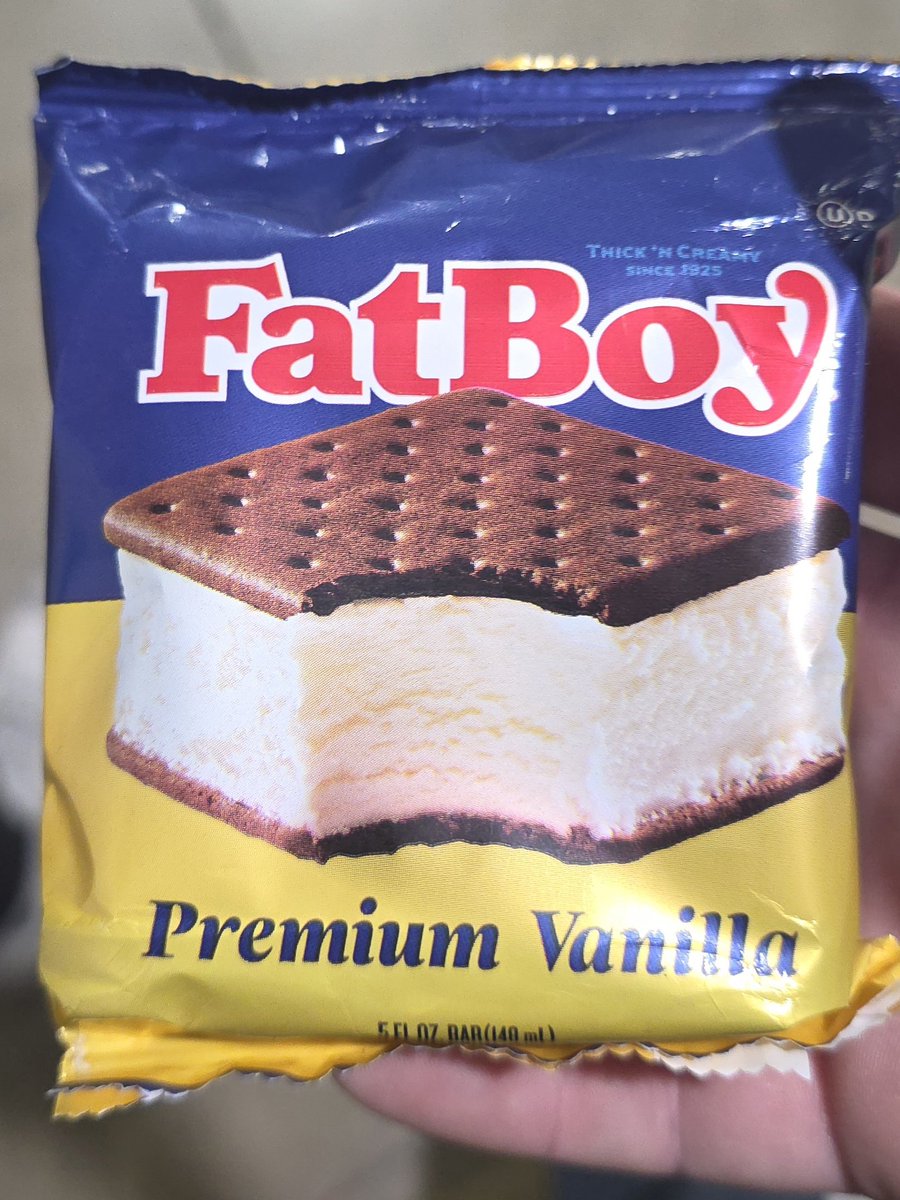 U D
THICK 'N CREAMY
SINCE 1925
FatBoy
Premium Vanilla
5 FL OZ. BAR (148 mL)